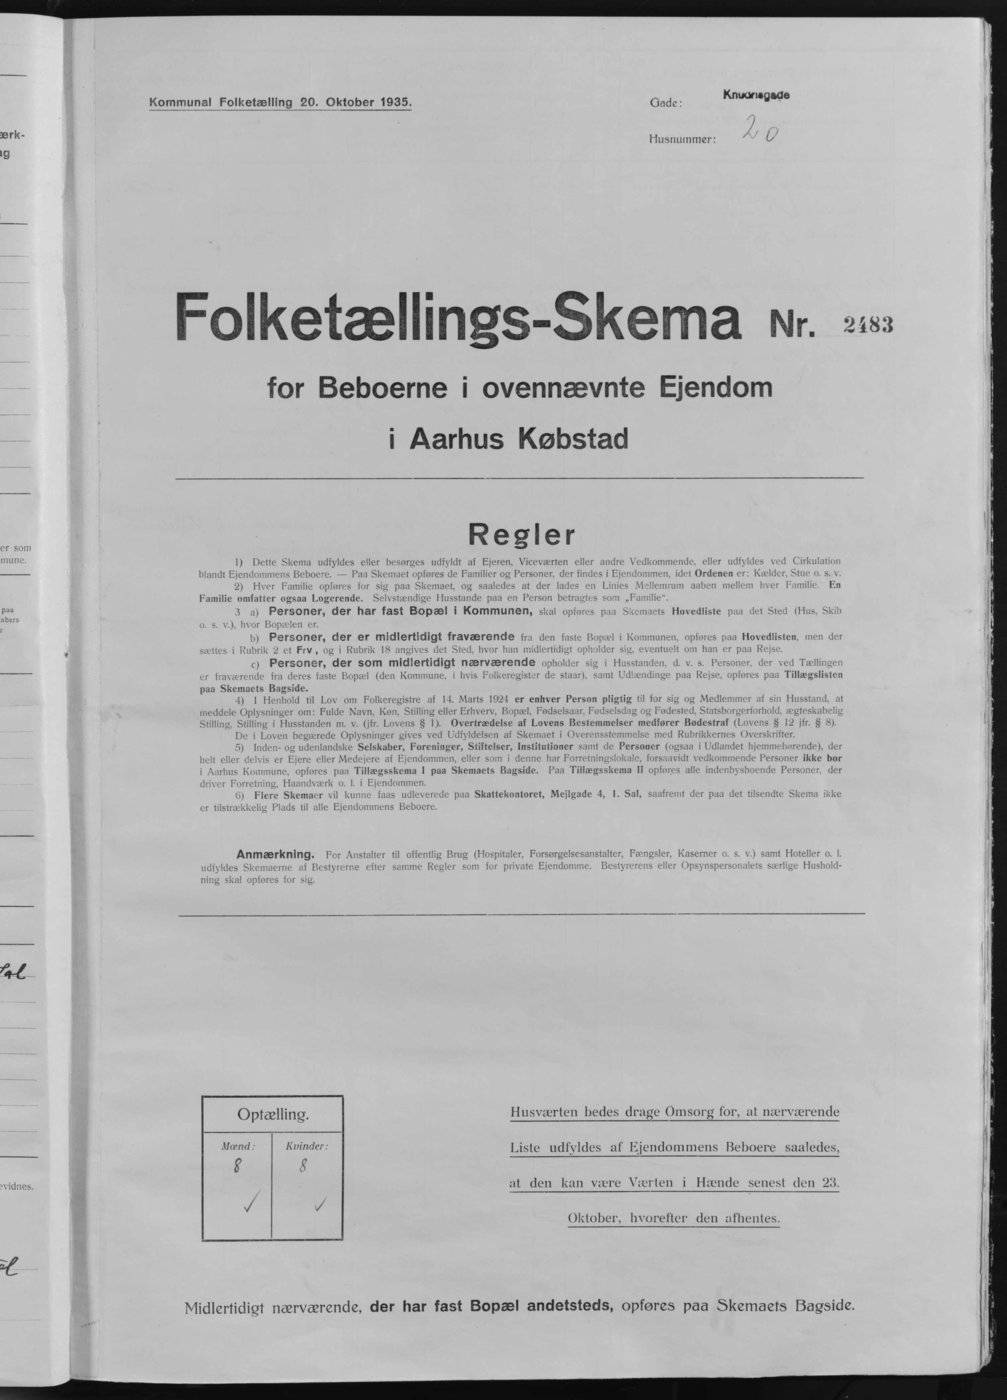 Kommunal Folketælling 20. Oktober 1935.
Gade: Knudrisgade
Husnummer: 20
Folketællings-Skema Nr. 2483
for Beboerne i ovennævnte Ejendom
i Aarhus Købstad
Regler
1) Dette Skema udfyldes eller besørges udfyldt af Ejeren, Viceværten eller andre Vedkommende, eller udfyldes ved Cirkulation
blandt Ejendommens Beboere. — Paa Skemaet opføres de Familier og Personer, der findes i Ejendommen, idet Ordenen er: Kælder, Stue o. s. v.
2) Hver Familie opføres for sig paa Skemaet, og saaledes at der lades en Linies Mellemrum aaben mellem hver Familie. En
Familie omfatter ogsaa Logerende. Selvstændige Husstande paa en Person betragtes som „Familie“.
3 a) Personer, der har fast Bopæl i Kommunen, skal opføres paa Skemaets Hovedliste paa det Sted (Hus, Skib
o. s. v.), hvor Bopælen er.
b) Personer, der er midlertidigt fraværende fra den faste Bopæl i Kommunen, opføres paa Hovedlisten, men der
sættes i Rubrik 2 et Frv , og i Rubrik 18 angives det Sted, hvor han midlertidigt opholder sig, eventuelt om han er paa Rejse.
c) Personer, der som midlertidigt nærværende opholder sig i Husstanden, d. v. s. Personer, der ved Tællingen
er fraværende fra deres faste Bopæl (den Kommune, i hvis Folkeregister de staar), samt Udlændinge paa Rejse, opføres paa Tillægslisten
paa Skemaets Bagside.
4) I Henhold til Lov om Folkeregistre af 14. Marts 1924 er enhver Person pligtig til for sig og Medlemmer af sin Husstand, at
meddele Oplysninger om: Fulde Navn, Køn, Stilling eller Erhverv, Bopæl, Fødselsaar, Fødselsdag og Fødested, Statsborgerforhold, ægteskabelig
Stilling, Stilling i Husstanden m. v. (jfr. Lovens § 1). Overtrædelse af Lovens Bestemmelser medfører Bødestraf (Lovens § 12 jfr. § 8).
De i Loven begærede Oplysninger gives ved Udfyldelsen af Skemaet i Overensstemmelse med Rubrikkernes Overskrifter.
5) Inden- og udenlandske Selskaber, Foreninger, Stiftelser, Institutioner samt de Personer (ogsaa i Udlandet hjemmehørende), der
helt eller delvis er Ejere eller Medejere af Ejendommen, eller som i denne har Forretningslokale, forsaavidt vedkommende Personer ikke bor
i Aarhus Kommune, opføres paa Tillægsskema I paa Skemaets Bagside. Paa Tillægsskema II opføres alle indenbysboende Personer, der
driver Forretning, Haandværk o. l. i Ejendommen.
6) Flere Skemaer vil kunne faas udleverede paa Skattekontoret, Mejlgade 4, 1. Sal, saafremt der paa det tilsendte Skema ikke
er tilstrækkelig Plads til alle Ejendommens Beboere.
Anmærkning. For Anstalter til offentlig Brug (Hospitaler, Forsørgelsesanstalter, Fængsler, Kaserner o. s. v.) samt Hoteller o. l.
udfyldes Skemaerne af Bestyrerne efter samme Regler som for private Ejendomme. Bestyrerens eller Opsynspersonalets særlige Hushold-
ning skal opføres for sig.
Optælling.
Mænd: Kvinder:
8 8
Husværten bedes drage Omsorg for, at nærværende
Liste udfyldes af Ejendommens Beboere saaledes,
at den kan være Værten i Hænde senest den 23.
Oktober, hvorefter den afhentes.
Midlertidigt nærværende, der har fast Bopæl andetsteds, opføres paa Skemaets Bagside.